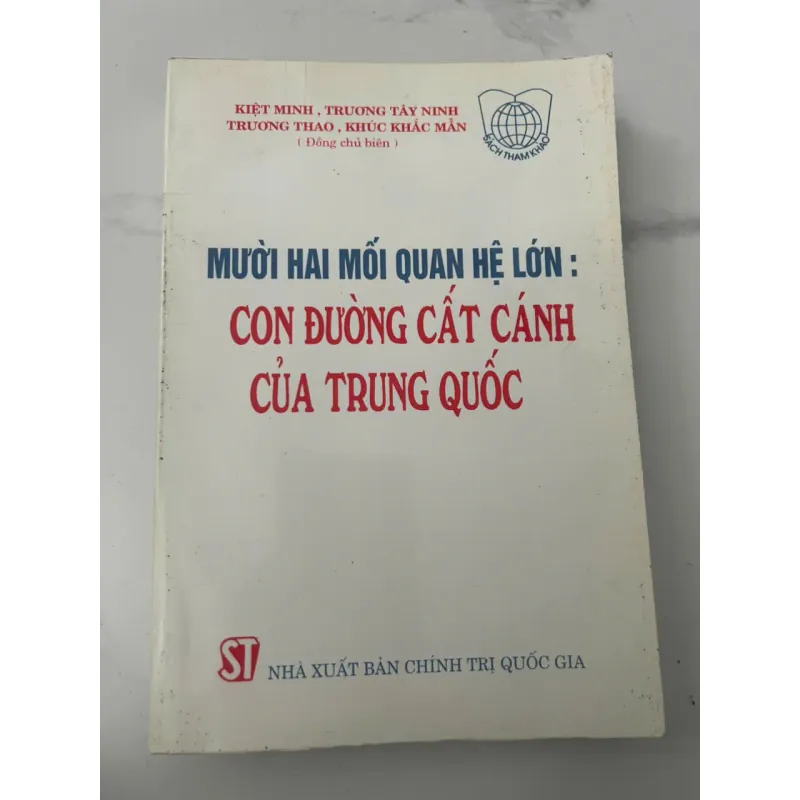 KIỆT MINH , TRƯƠNG TÂY NINH
TRƯƠNG THAO , KHÚC KHẮC MẪN
( Đồng chủ biên )
SÁCH THAM KHẢO
MƯỜI HAI MỐI QUAN HỆ LỚN :
CON ĐƯỜNG CẤT CÁNH
CỦA TRUNG QUỐC
ST
NHÀ XUẤT BẢN CHÍNH TRỊ QUỐC GIA